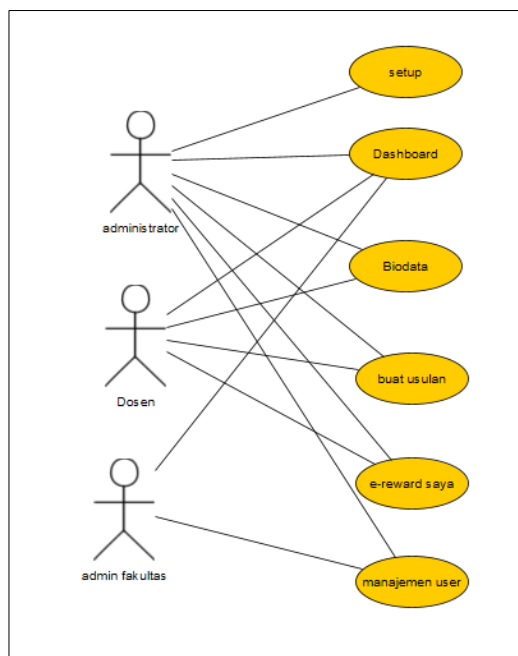 setup
Dashboard
administrator
Biodata
Dosen
buat usulan
e-reward saya
admin fakultas
manajemen user